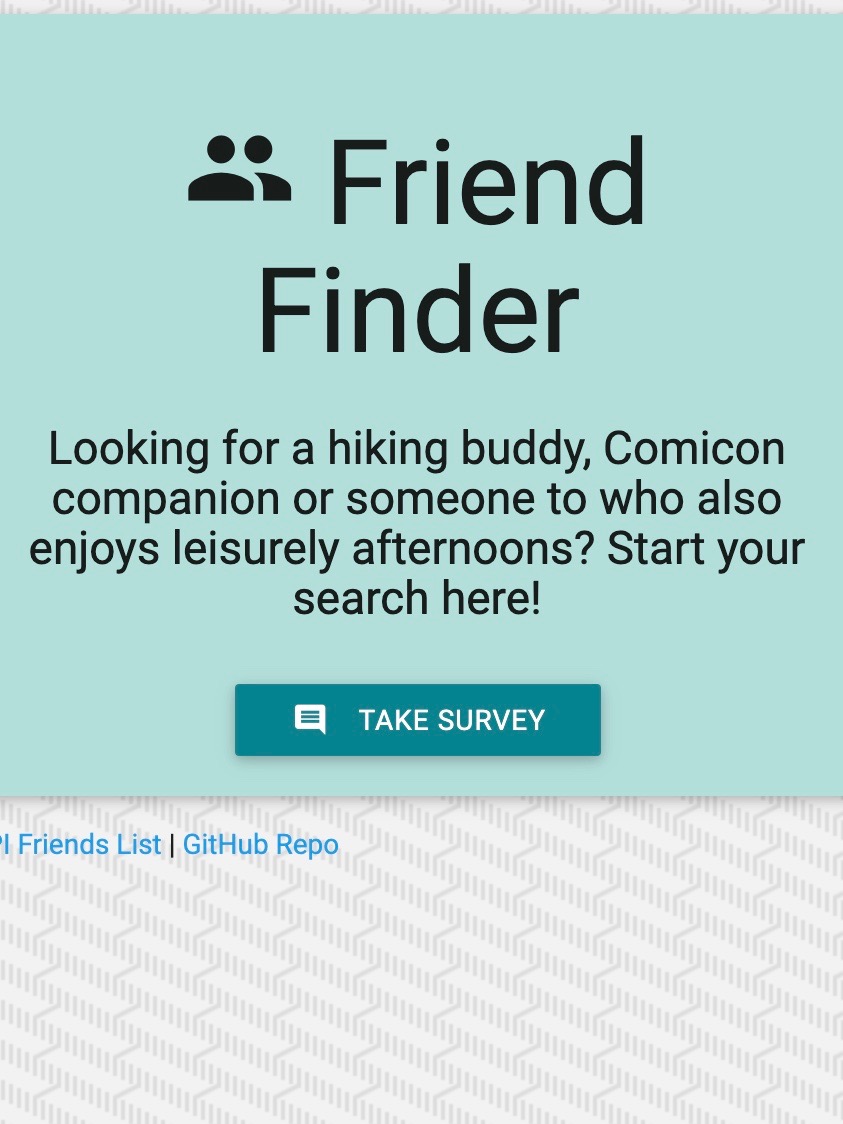 Friend
Finder
Looking for a hiking buddy, Comicon
companion or someone to who also
enjoys leisurely afternoons? Start your
search here!
TAKE SURVEY
Friends List | GitHub Repo